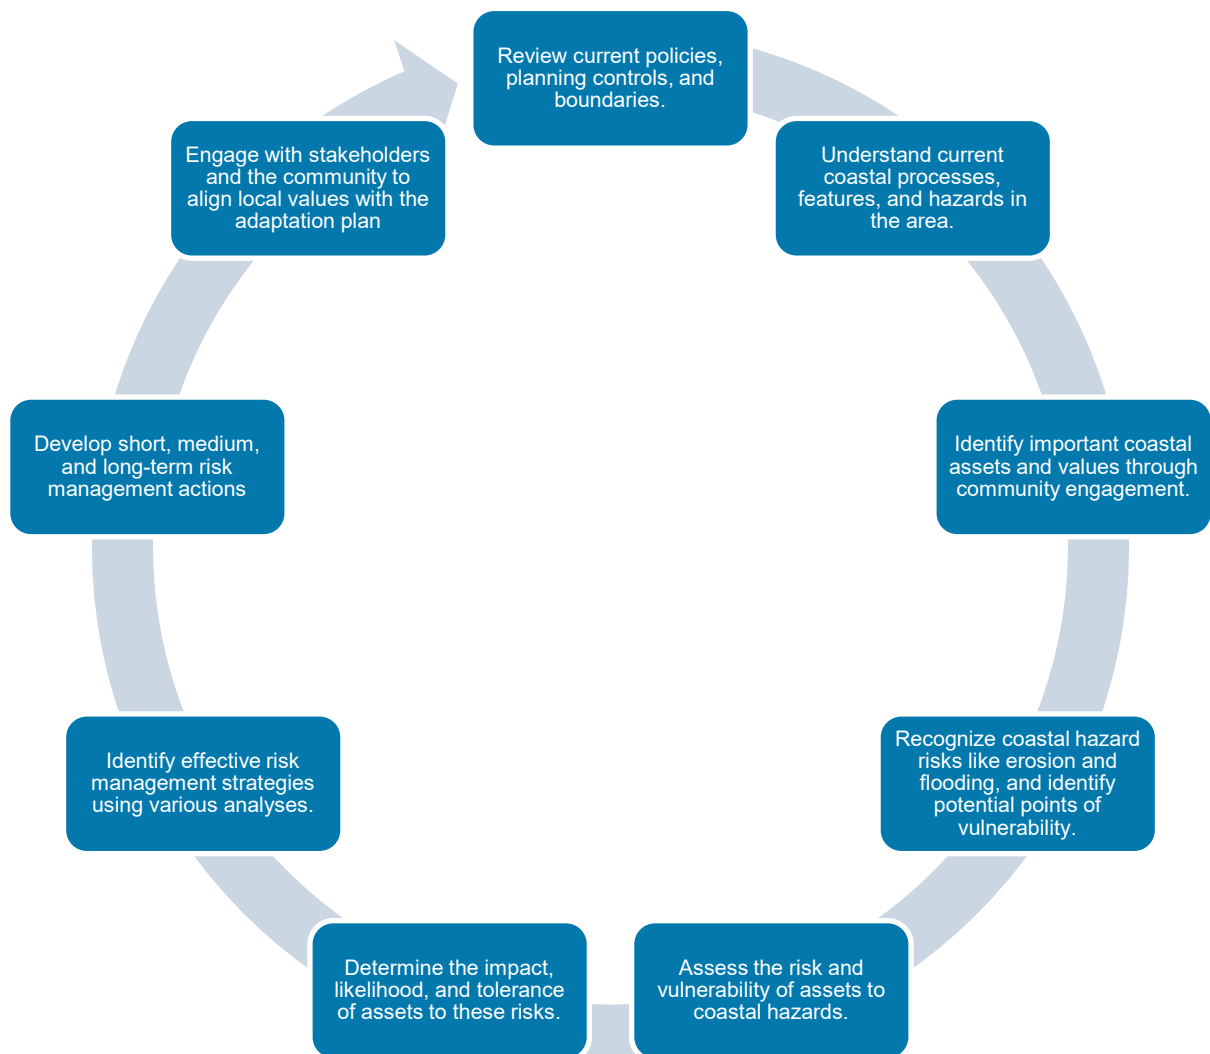 Review current policies,
planning controls, and
boundaries.
Understand current
coastal processes,
features, and hazards in
the area.
Identify important coastal
assets and values through
community engagement.
Recognize coastal hazard
risks like erosion and
flooding, and identify
potential points of
vulnerability.
Assess the risk and
vulnerability of assets to
coastal hazards.
Determine the impact,
likelihood, and tolerance
of assets to these risks.
Identify effective risk
management strategies
using various analyses.
Develop short, medium,
and long-term risk
management actions
Engage with stakeholders
and the community to
align local values with the
adaptation plan